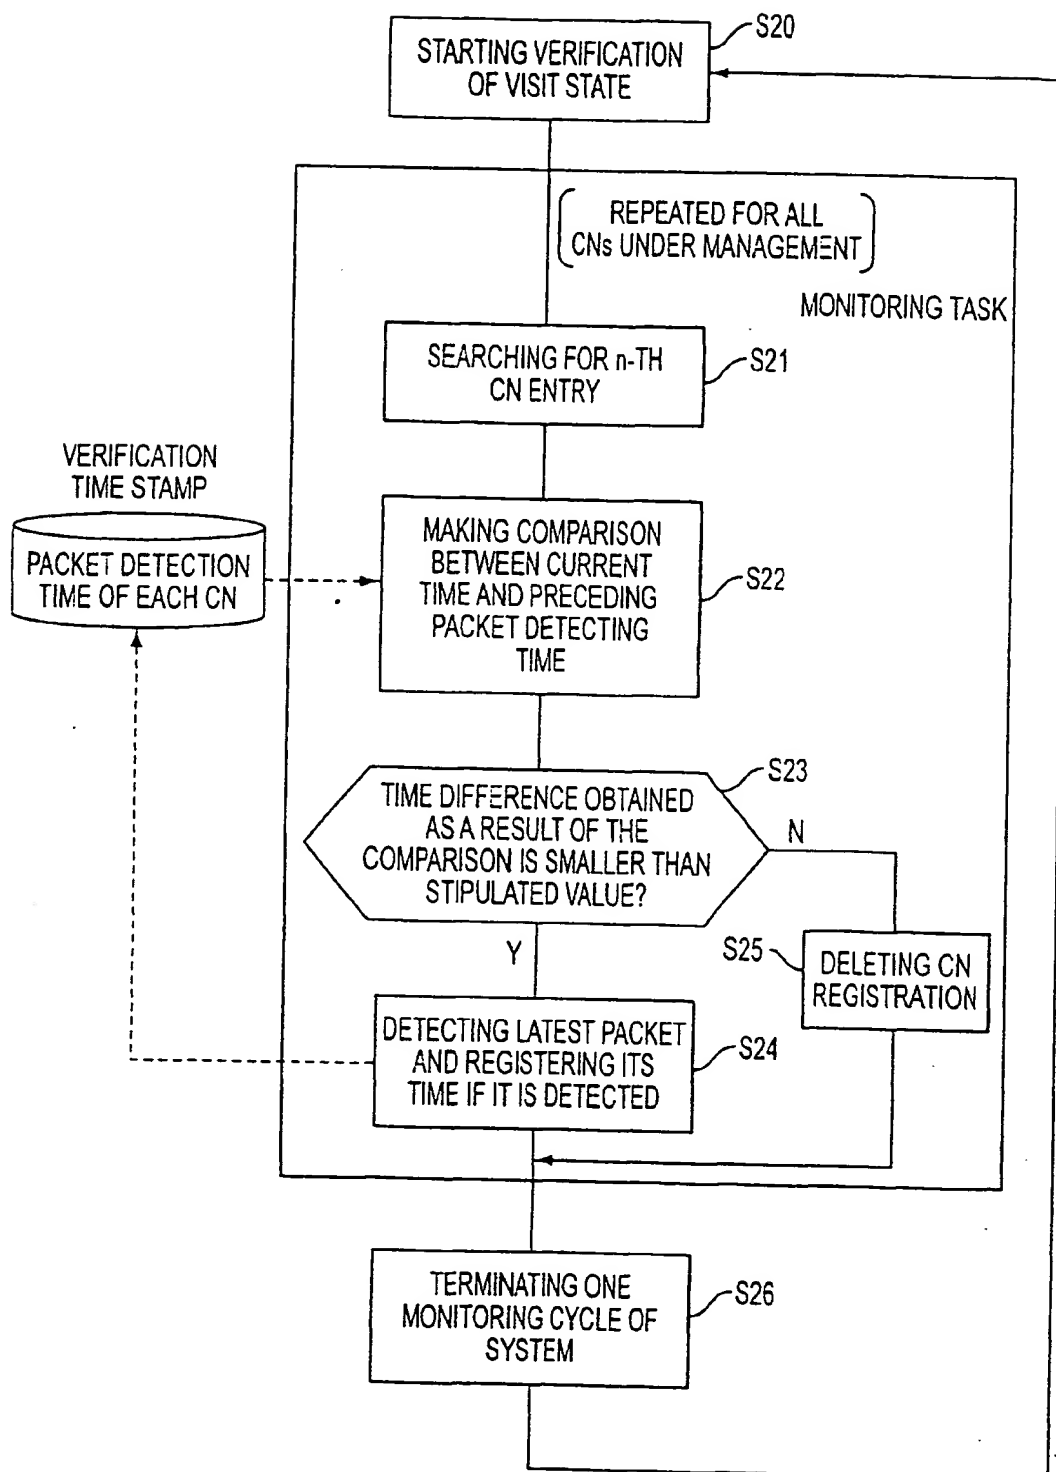 S20
STARTING VERIFICATION
OF VISIT STATE
REPEATED FOR ALL
CNs UNDER MANAGEMENT
MONITORING TASK
SEARCHING FOR n-TH
CN ENTRY
S21
VERIFICATION
TIME STAMP
PACKET DETECTION
TIME OF EACH CN
MAKING COMPARISON
BETWEEN CURRENT
TIME AND PRECEDING
PACKET DETECTING
TIME
S22
S23
TIME DIFFERENCE OBTAINED
AS A RESULT OF THE
COMPARISON IS SMALLER THAN
STIPULATED VALUE?
N
Y
S25
DELETING CN
REGISTRATION
DETECTING LATEST PACKET
AND REGISTERING ITS
TIME IF IT IS DETECTED
S24
TERMINATING ONE
MONITORING CYCLE OF
SYSTEM
S26